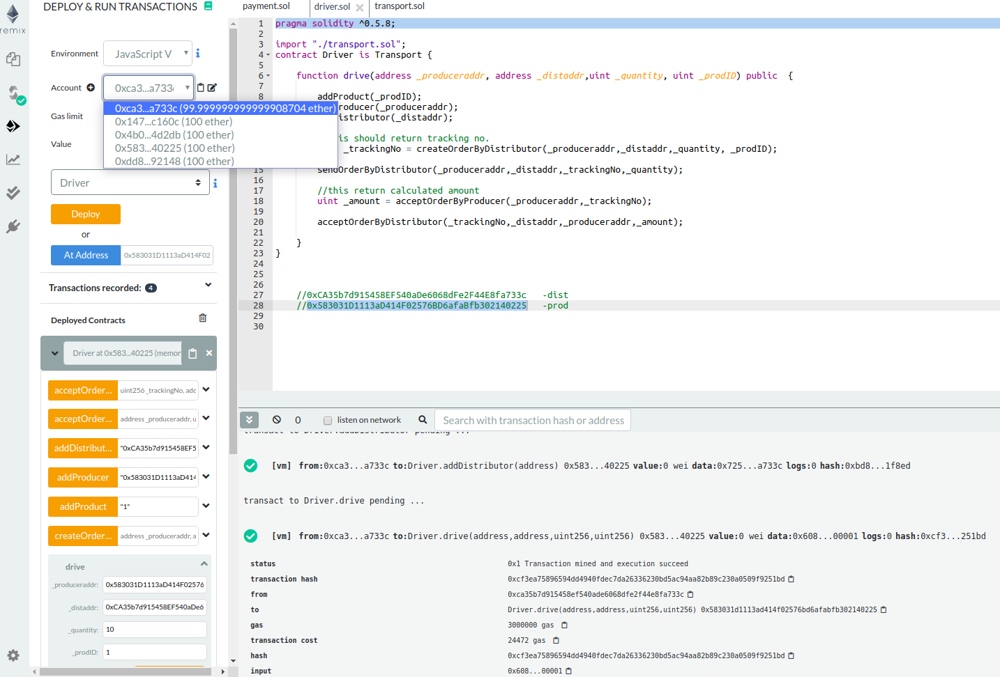 DEPLOY & RUN TRANSACTIONS
remix
Environment
JavaScript V
Account
0xca3...a733c
0xca3...a733c (99.999999999999908704 ether)
0x147...c160c (100 ether)
0x4b0...4d2db (100 ether)
0x583...40225 (100 ether)
0xdd8...92148 (100 ether)
Gas limit
Value
Driver
Deploy
or
At Address
0x583031D1113aD414F02
Transactions recorded: 4
Deployed Contracts
Driver at 0x583...40225 (memor
acceptOrder... uint256 _trackingNo, adc
acceptOrder... address _produceraddr, u
addDistribut... "0xCA35b7d915458EF5
addProducer "0x583031D1113aD414
addProduct "1"
createOrder... address _produceraddr, a
drive
_produceraddr: 0x583031D1113aD414F02576
_distaddr: 0xCA35b7d915458EF540aDe6
_quantity: 10
_prodID: 1
payment.sol driver.sol transport.sol
1 pragma solidity ^0.5.8;
2
3 import "./transport.sol";
4 contract Driver is Transport {
5
6 function drive(address _produceraddr, address _distaddr,uint _quantity, uint _prodID) public {
7
8 addProduct(_prodID);
roducer(_produceraddr);
istributor(_distaddr);
is should return tracking no.
_trackingNo = createOrderByDistributor(_produceraddr,_distaddr,_quantity, _prodID);
15 sendOrderByDistributor(_produceraddr,_distaddr,_trackingNo,_quantity);
16
17 //this return calculated amount
18 uint _amount = acceptOrderByProducer(_produceraddr,_trackingNo);
19
20 acceptOrderByDistributor(_trackingNo,_distaddr,_produceraddr,_amount);
21
22 }
23 }
24
25
26
27 //0xCA35b7d915458EF540aDe6068dFe2F44E8fa733c -dist
28 //0x583031D1113aD414F02576BD6afaBfb302140225 -prod
29
30
0 listen on network Search with transaction hash or address
transact to Driver.addDistributor pending ...
[vm] from:0xca3...a733c to:Driver.addDistributor(address) 0x583...40225 value:0 wei data:0x725...a733c logs:0 hash:0xbd8...1f8ed
transact to Driver.drive pending ...
[vm] from:0xca3...a733c to:Driver.drive(address,address,uint256,uint256) 0x583...40225 value:0 wei data:0x608...00001 logs:0 hash:0xcf3...251bd
status 0x1 Transaction mined and execution succeed
transaction hash 0xcf3ea75896594dd4940fdec7da26336230bd5ac94aa82b89c230a0509f9251bd
from 0xca35b7d915458ef540ade6068dfe2f44e8fa733c
to Driver.drive(address,address,uint256,uint256) 0x583031d1113ad414f02576bd6afabfb302140225
gas 3000000 gas
transaction cost 24472 gas
hash 0xcf3ea75896594dd4940fdec7da26336230bd5ac94aa82b89c230a0509f9251bd
input 0x608...00001